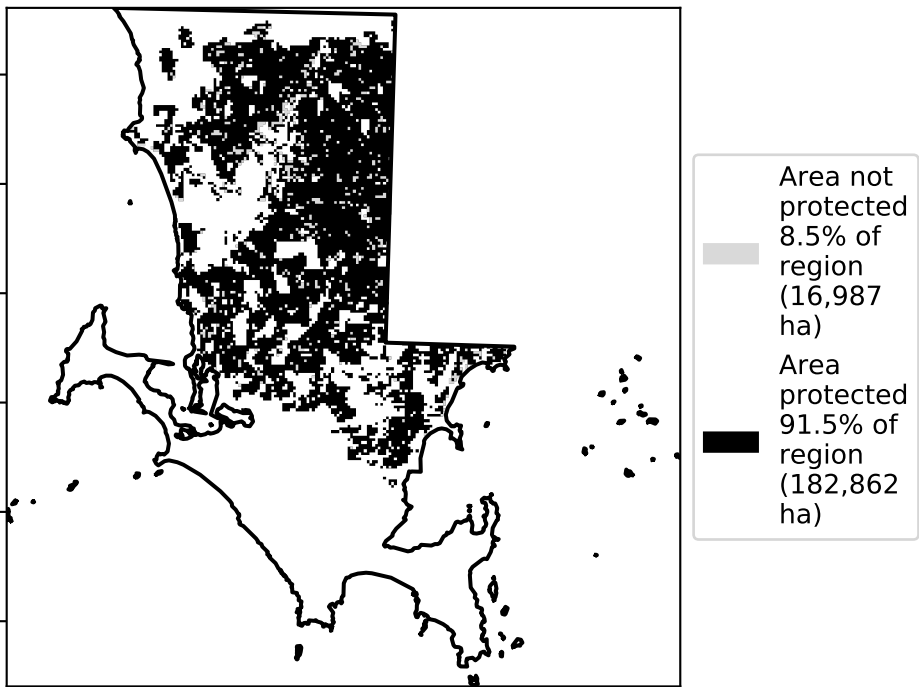 Area not
protected
8.5% of
region
(16,987
ha)
Area
protected
91.5% of
region
(182,862
ha)